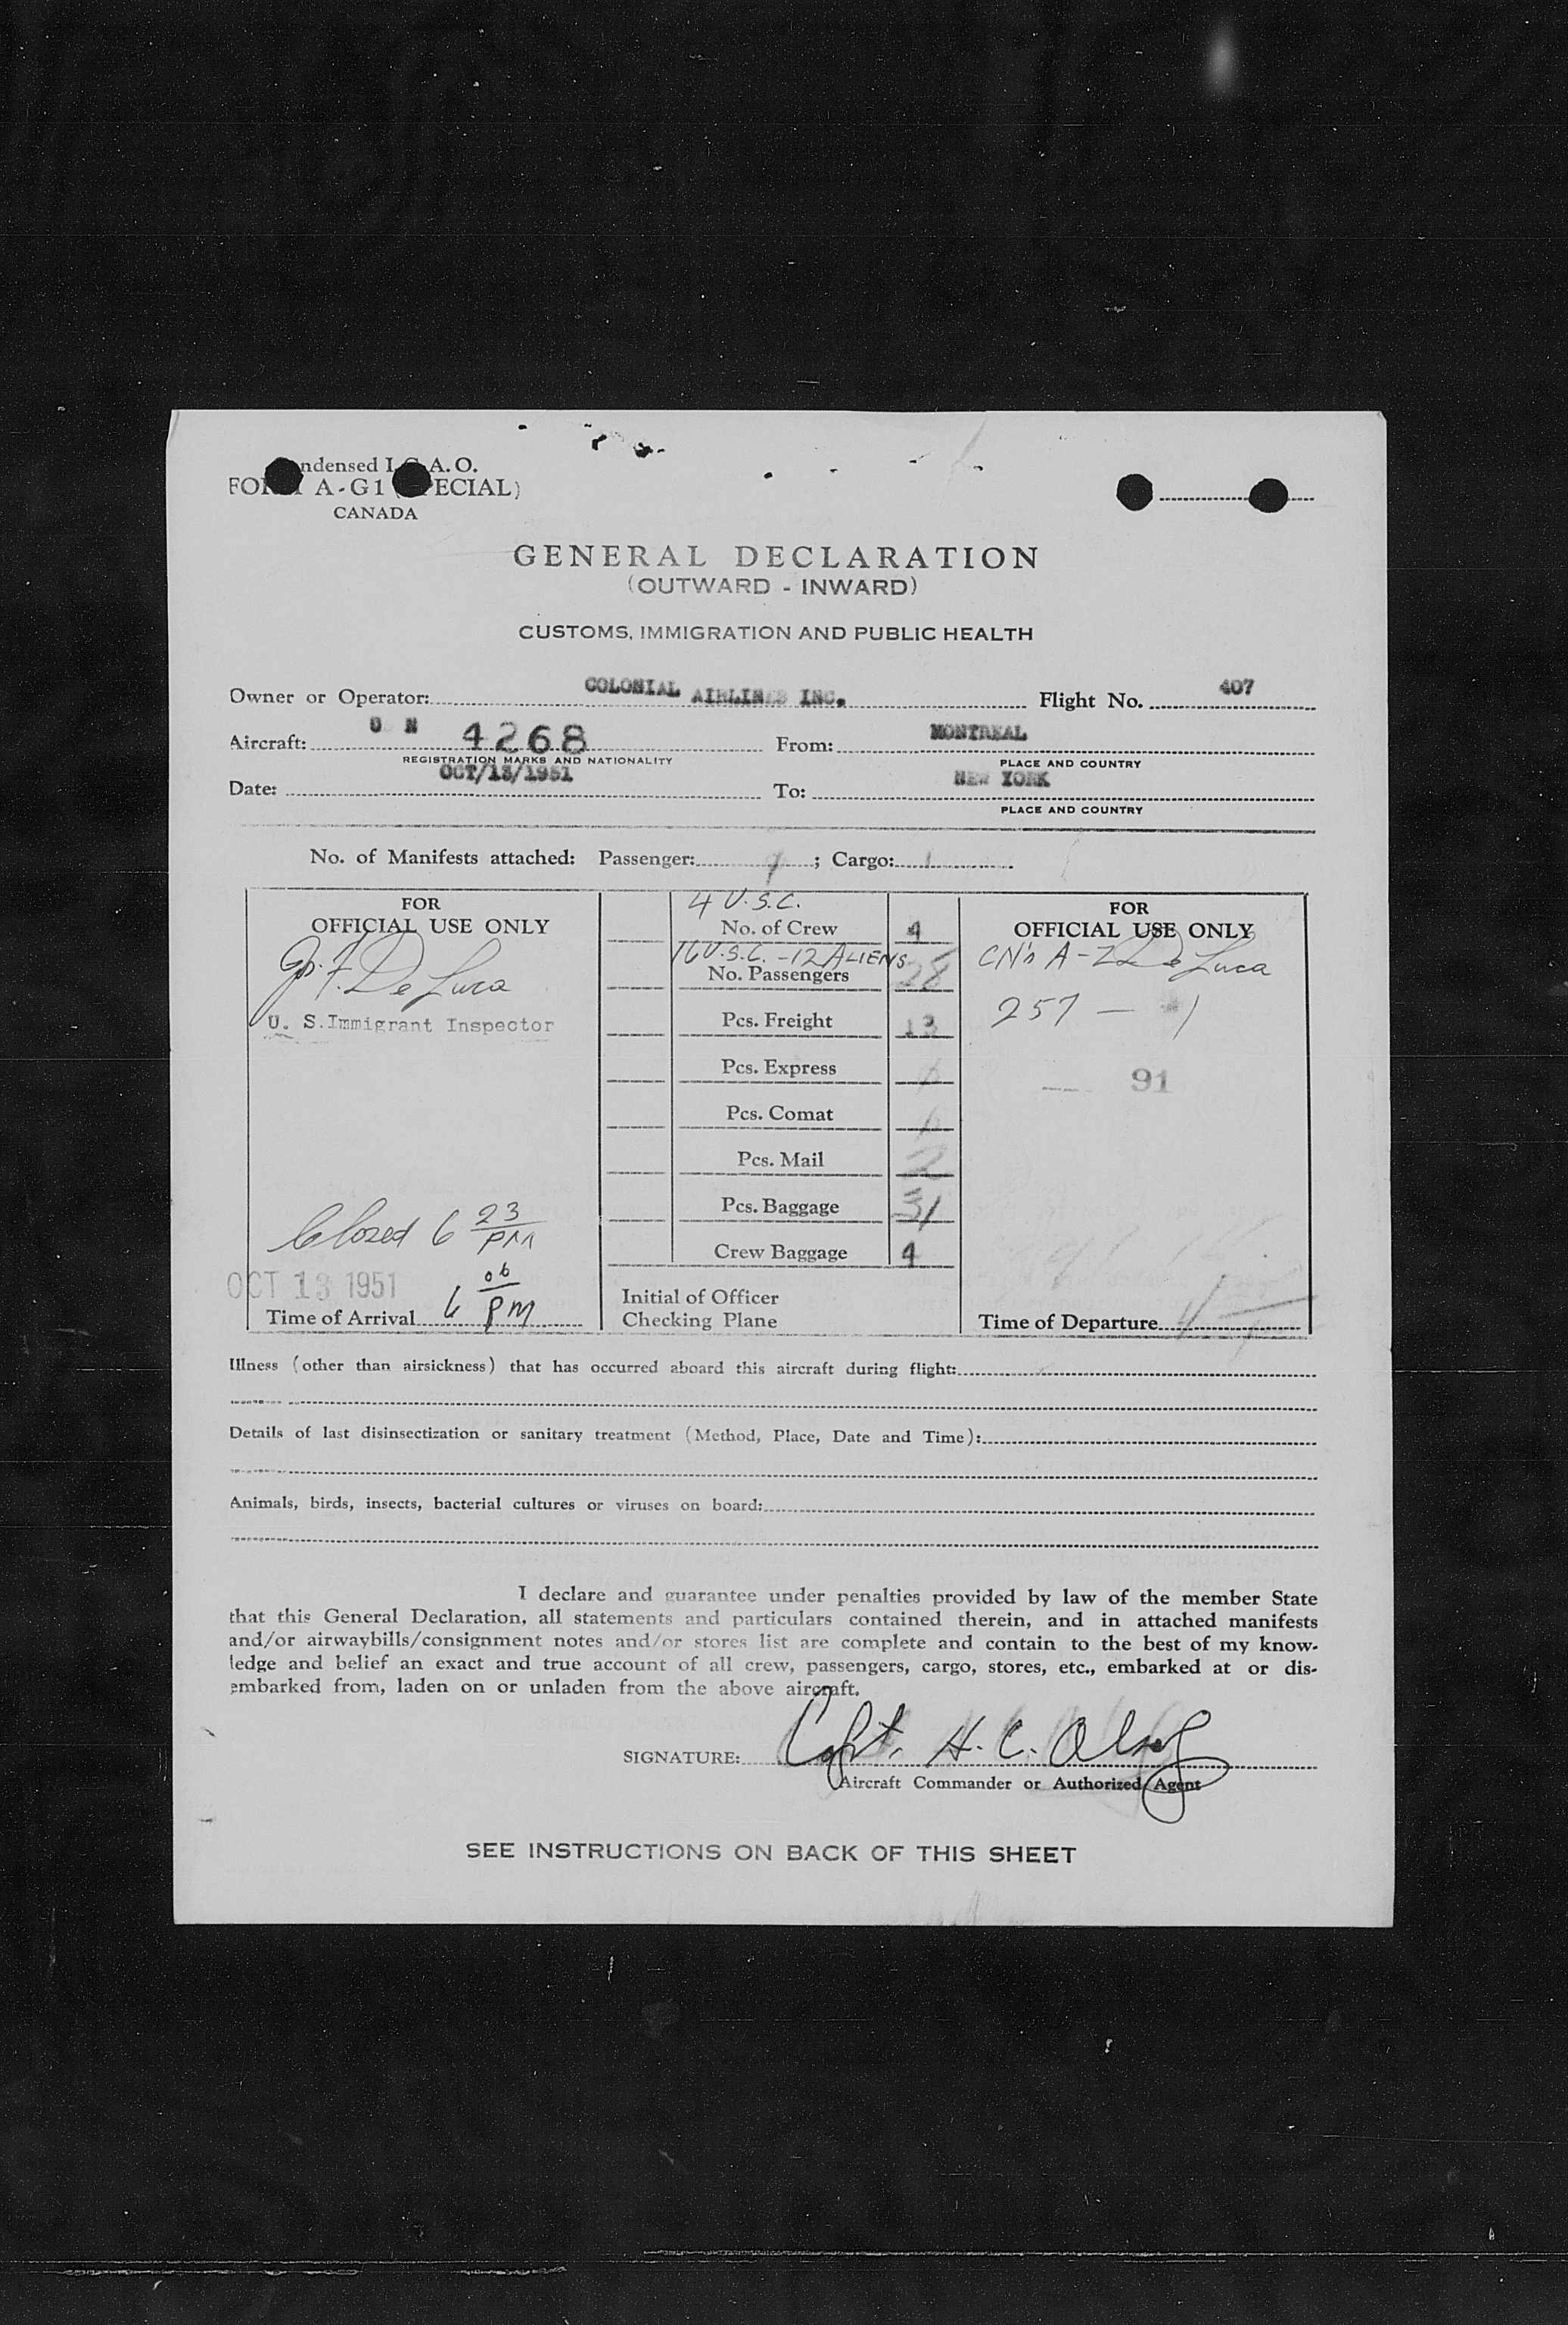 ndensed I. A. O.
FO A-G1 ( ECIAL)
CANADA
GENERAL DECLARATION
(OUTWARD - INWARD)
CUSTOMS, IMMIGRATION AND PUBLIC HEALTH
Owner or Operator: COLONIAL AIRLINES INC. Flight No. 407
Aircraft: U N 4268 From: MONTREAL
REGISTRATION MARKS AND NATIONALITY PLACE AND COUNTRY
Date: OCT/13/1951 To: NEW YORK
PLACE AND COUNTRY
No. of Manifests attached: Passenger: 1 ; Cargo: 1
FOR
OFFICIAL USE ONLY
F. De Luca
U. S. Immigrant Inspector
Closed 6 23 PM
OCT 13 1951
Time of Arrival 6 06 PM
4 U.S.C.
No. of Crew 4
16 U.S.C. - 12 ALIENS
No. Passengers 28
Pcs. Freight 13
Pcs. Express
Pcs. Comat
Pcs. Mail 2
Pcs. Baggage 31
Crew Baggage 4
Initial of Officer
Checking Plane
FOR
OFFICIAL USE ONLY
CN's A-Z De Luca
257 - 1
91
Time of Departure
Illness (other than airsickness) that has occurred aboard this aircraft during flight:
Details of last disinsectization or sanitary treatment (Method, Place, Date and Time):
Animals, birds, insects, bacterial cultures or viruses on board:
I declare and guarantee under penalties provided by law of the member State
that this General Declaration, all statements and particulars contained therein, and in attached manifests
and/or airwaybills/consignment notes and/or stores list are complete and contain to the best of my know-
ledge and belief an exact and true account of all crew, passengers, cargo, stores, etc., embarked at or dis-
embarked from, laden on or unladen from the above aircraft.
SIGNATURE: Capt. H. C. Olsen
Aircraft Commander or Authorized Agent
SEE INSTRUCTIONS ON BACK OF THIS SHEET